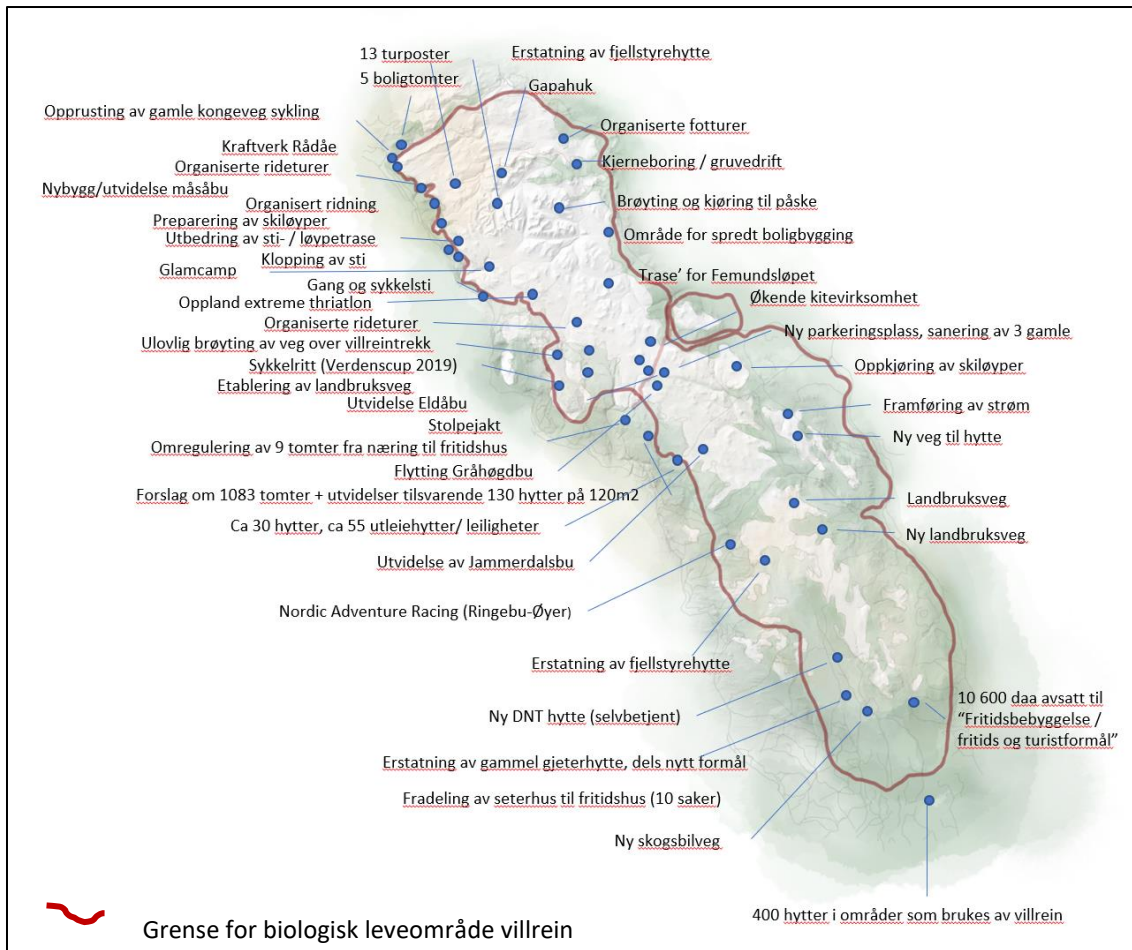 13 turposter
Erstatning av fjellstyrehytte
5 boligtomter
Gapahuk
Opprusting av gamle kongeveg sykling
Organiserte fotturer
Kraftverk Rådåe
Kjerneboring / gruvedrift
Organiserte rideturer
Nybygg/utvidelse måsåbu
Organisert ridning
Brøyting og kjøring til påske
Preparering av skiløyper
Område for spredt boligbygging
Utbedring av sti- / løypetrase
Klopping av sti
Glamcamp
Trase’ for Femundsløpet
Gang og sykkelsti
Økende kitevirksomhet
Oppland extreme thriatlon
Organiserte rideturer
Ny parkeringsplass, sanering av 3 gamle
Ulovlig brøyting av veg over villreintrekk
Sykkelritt (Verdenscup 2019)
Oppkjøring av skiløyper
Etablering av landbruksveg
Utvidelse Eldåbu
Framføring av strøm
Stolpejakt
Ny veg til hytte
Omregulering av 9 tomter fra næring til fritidshus
Flytting Gråhøgdbu
Forslag om 1083 tomter + utvidelser tilsvarende 130 hytter på 120m2
Landbruksveg
Ca 30 hytter, ca 55 utleiehytter/ leiligheter
Ny landbruksveg
Utvidelse av Jammerdalsbu
Nordic Adventure Racing (Ringebu-Øyer)
Erstatning av fjellstyrehytte
10 600 daa avsatt til
“Fritidsbebyggelse /
fritids og turistformål”
Ny DNT hytte (selvbetjent)
Erstatning av gammel gjeterhytte, dels nytt formål
Fradeling av seterhus til fritidshus (10 saker)
Ny skogsbilveg
400 hytter i områder som brukes av villrein
Grense for biologisk leveområde villrein